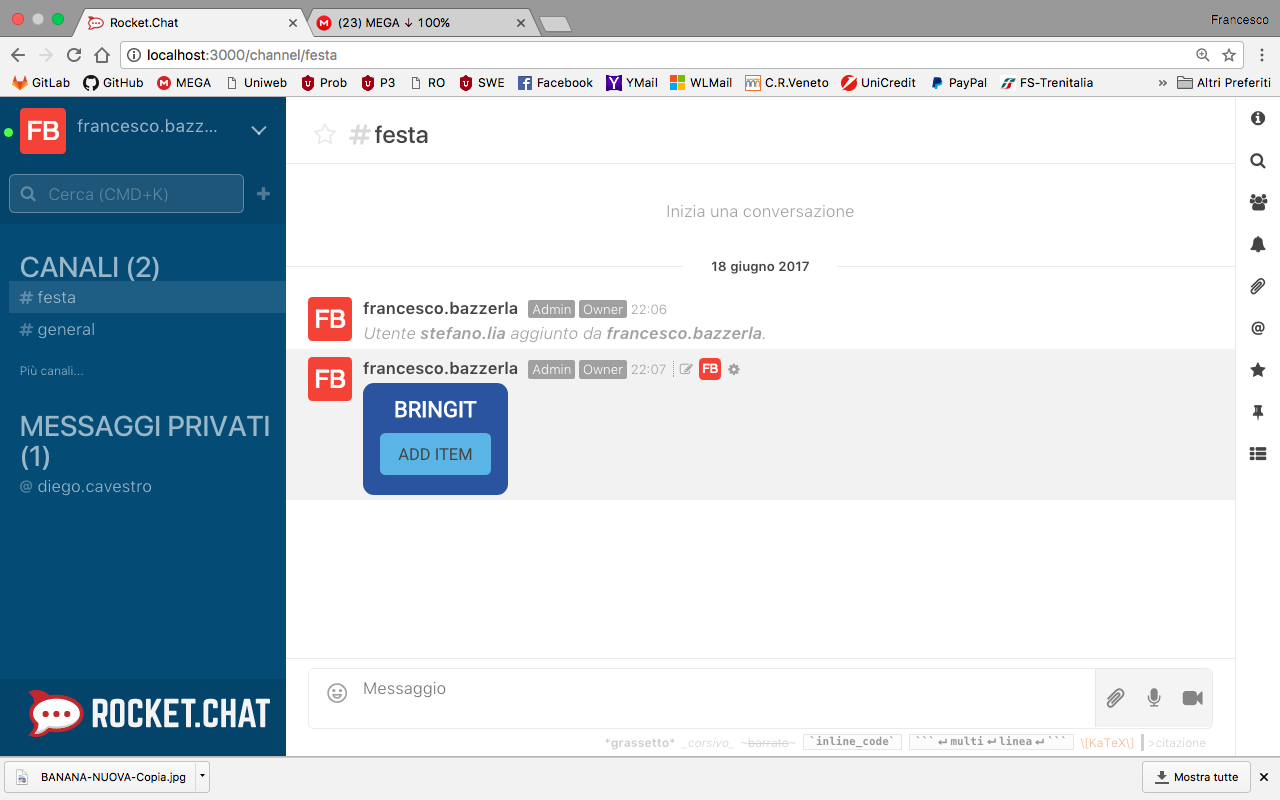 Rocket.Chat
(23) MEGA ↓ 100%
Francesco
localhost:3000/channel/festa
GitLab GitHub MEGA Uniweb Prob P3 RO SWE Facebook YMail WLMail C.R.Veneto UniCredit PayPal FS-Trenitalia » Altri Preferiti
FB francesco.bazz...
Cerca (CMD+K)
CANALI (2)
# festa
# general
Più canali...
MESSAGGI PRIVATI
(1)
@ diego.cavestro
ROCKET.CHAT
#festa
Inizia una conversazione
18 giugno 2017
FB
francesco.bazzerla Admin Owner 22:06
Utente stefano.lia aggiunto da francesco.bazzerla.
FB
francesco.bazzerla Admin Owner 22:07 FB
BRINGIT
ADD ITEM
Messaggio
*grassetto* _corsivo_ ~barrato~ `inline_code` ```↵multi↵linea↵``` \[KaTeX\] >citazione
@
BANANA-NUOVA-Copia.jpg
Mostra tutte